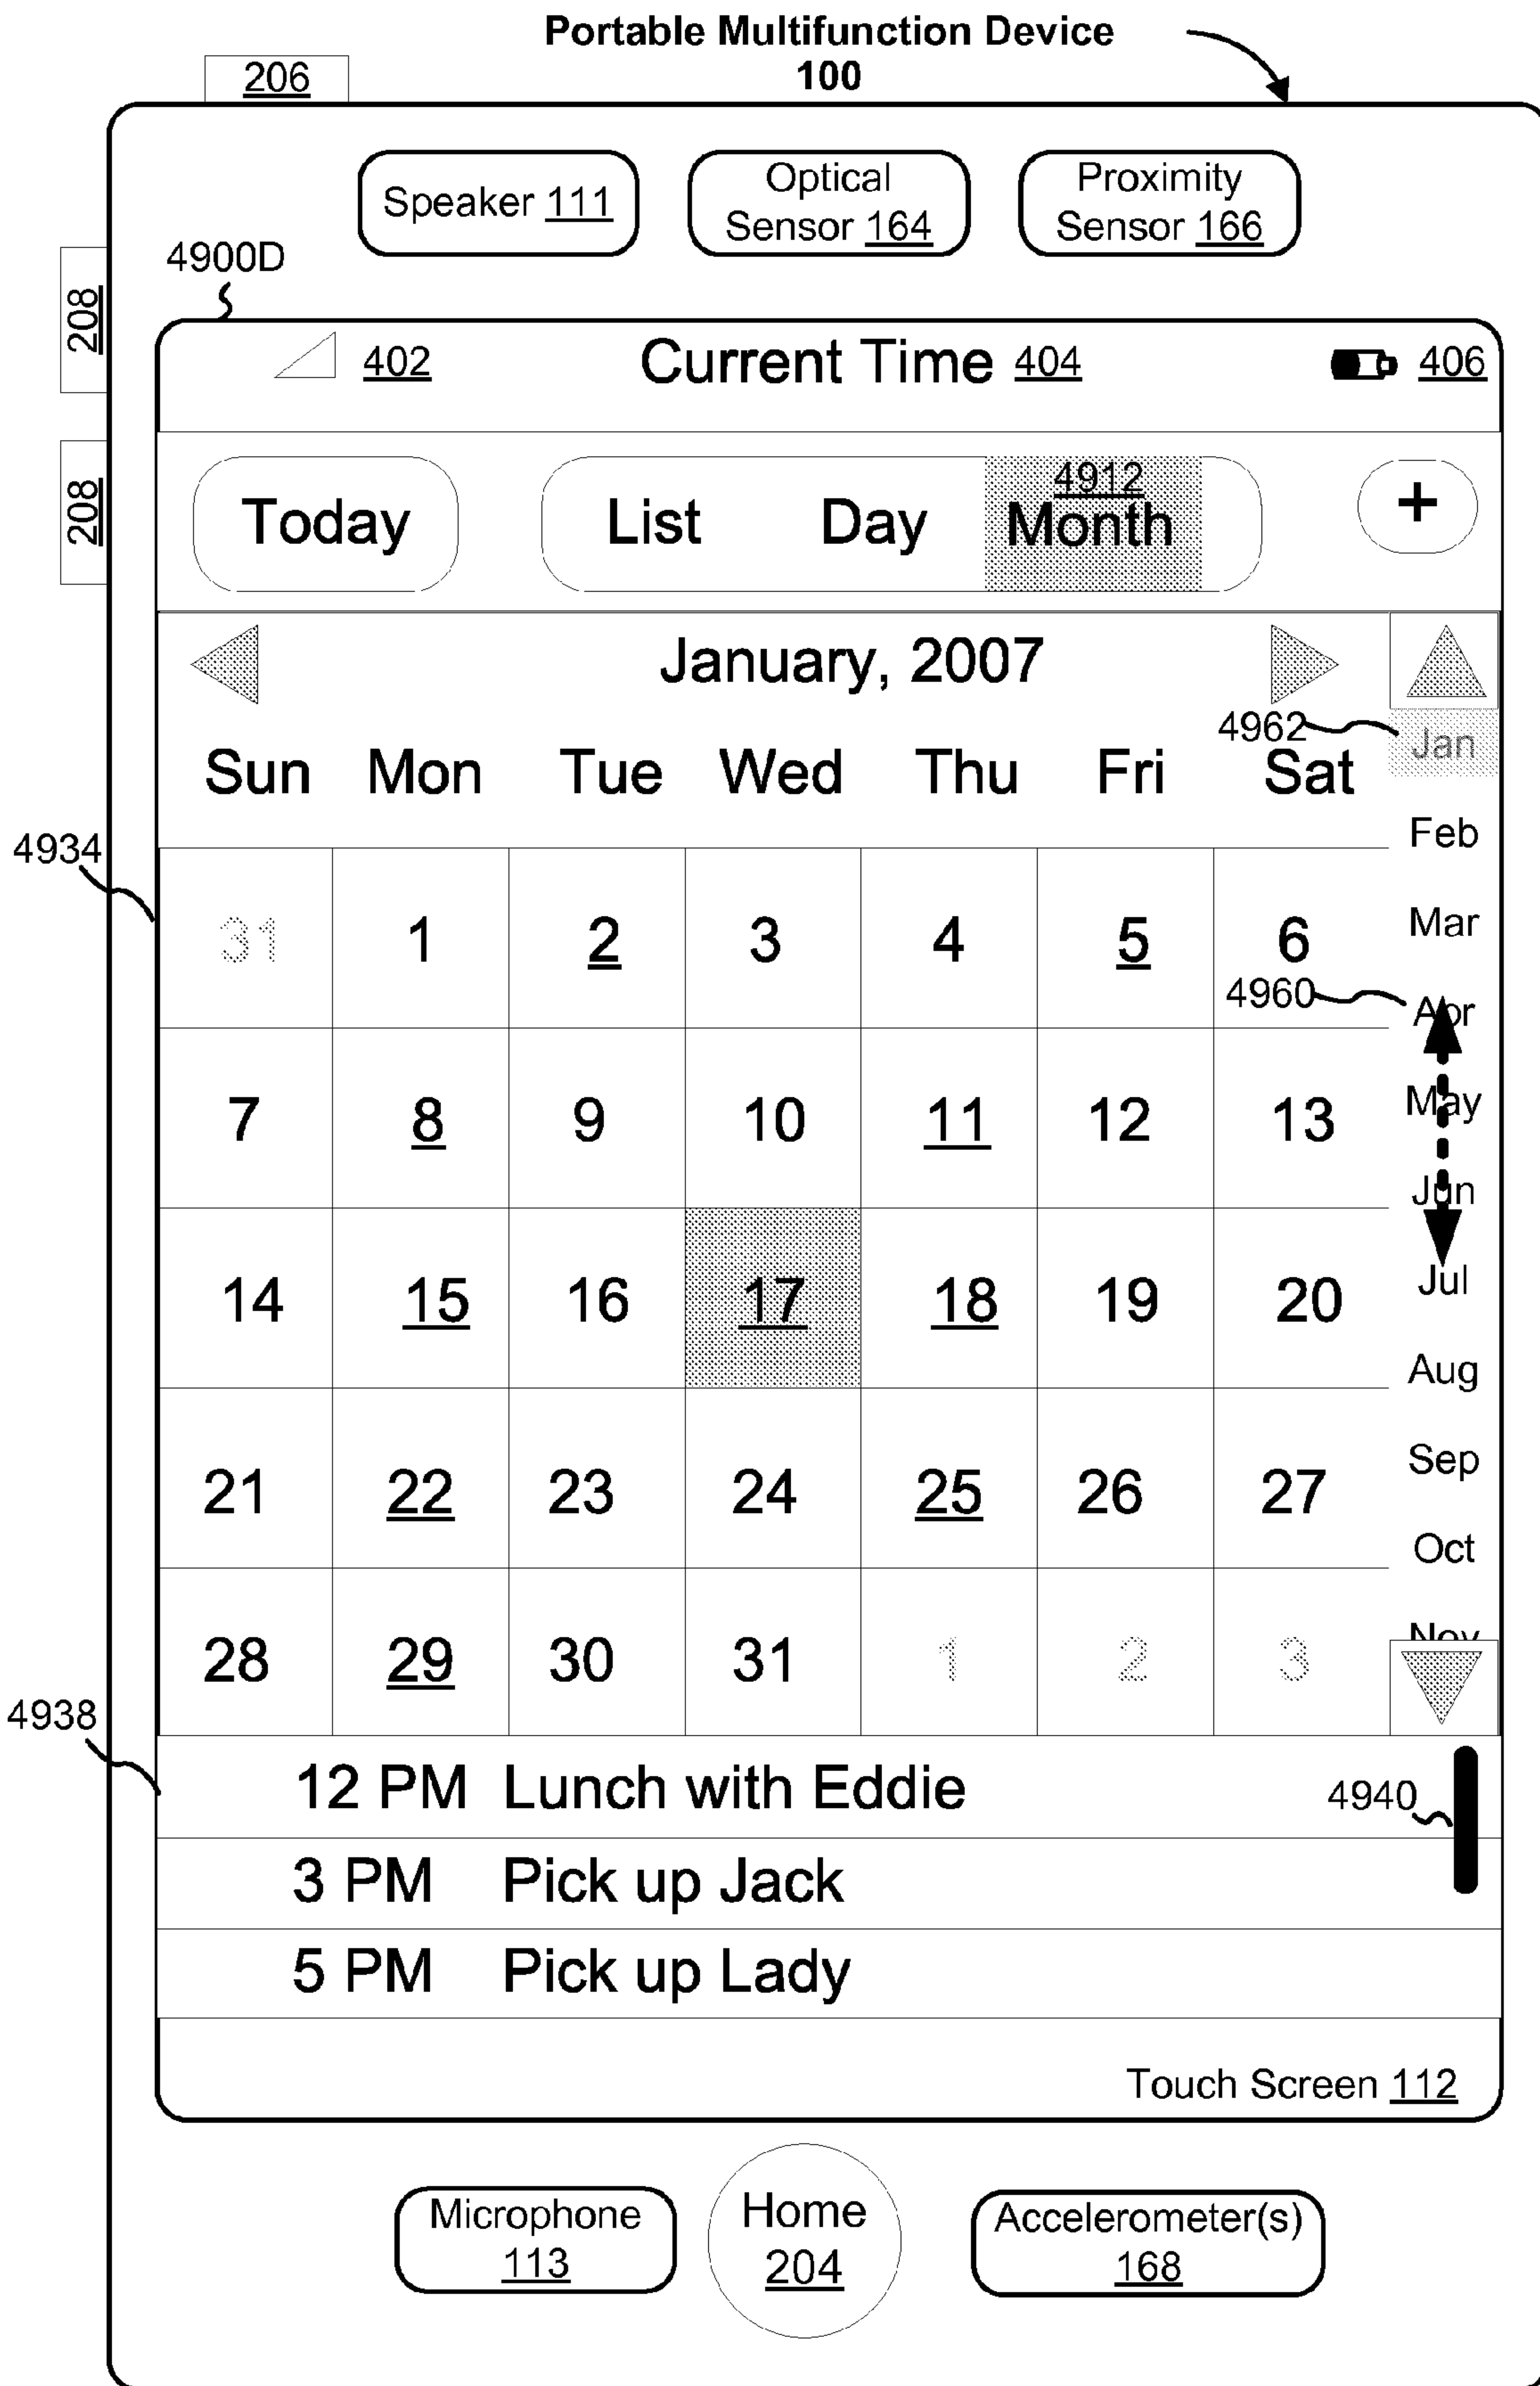 Portable Multifunction Device
100
206
Speaker 111
Optical
Sensor 164
Proximity
Sensor 166
4900D
208
402
Current Time 404
406
208
Today
List
Day
4912
Month
+
January, 2007
4962
Jan
Sun Mon Tue Wed Thu Fri Sat
Feb
4934
31 1 2 3 4 5 6
Mar
4960
Apr
7 8 9 10 11 12 13
May
Jun
14 15 16 17 18 19 20
Jul
Aug
21 22 23 24 25 26 27
Sep
Oct
28 29 30 31 1 2 3
Nov
4938
12 PM Lunch with Eddie
4940
3 PM Pick up Jack
5 PM Pick up Lady
Touch Screen 112
Microphone
113
Home
204
Accelerometer(s)
168